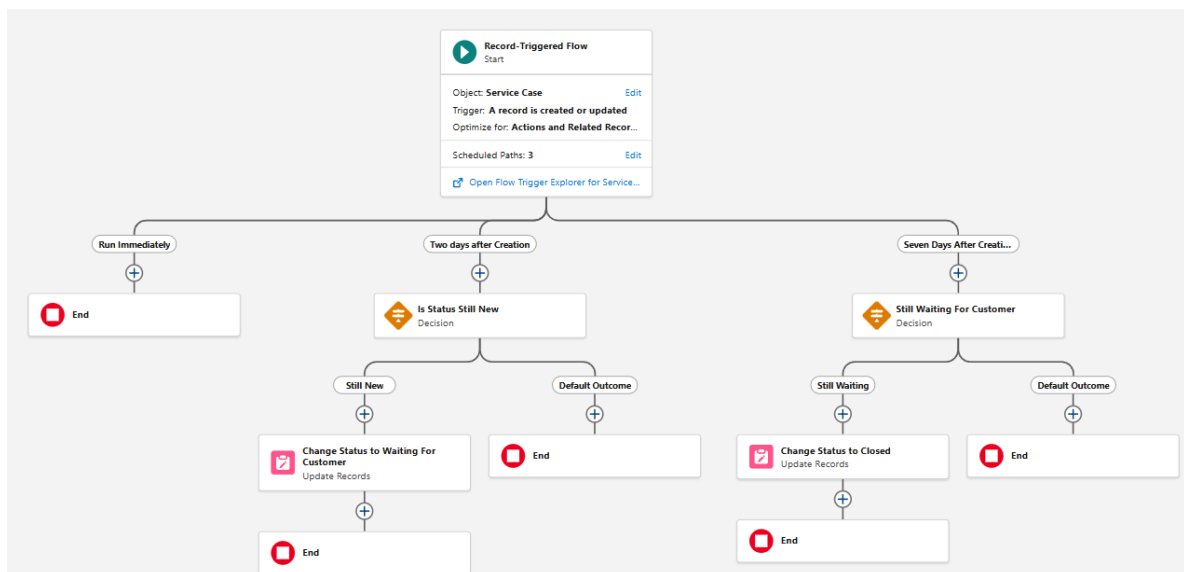 Record-Triggered Flow
Start
Object: Service Case Edit
Trigger: A record is created or updated
Optimize for: Actions and Related Recor...
Scheduled Paths: 3 Edit
Open Flow Trigger Explorer for Service...
Run Immediately
Two days after Creation
Seven Days After Creati...
End
Is Status Still New
Decision
Still Waiting For Customer
Decision
Still New
Default Outcome
Still Waiting
Default Outcome
Change Status to Waiting For
Customer
Update Records
End
Change Status to Closed
Update Records
End
End
End